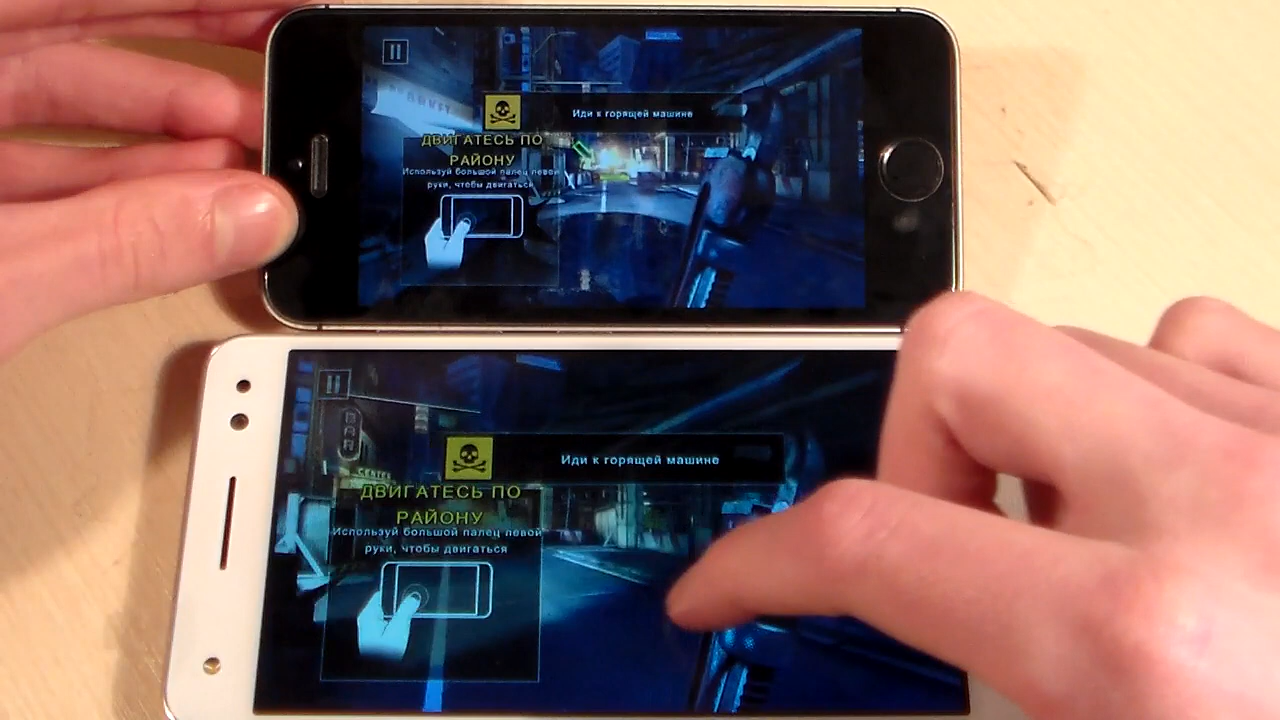 Иди к горящей машине
ДВИГАТЕСЬ ПО
РАЙОНУ
Используй большой палец левой
руки, чтобы двигаться
Иди к горящей машине
CENTRE
ДВИГАТЕСЬ ПО
РАЙОНУ
Используй большой палец левой
руки, чтобы двигаться